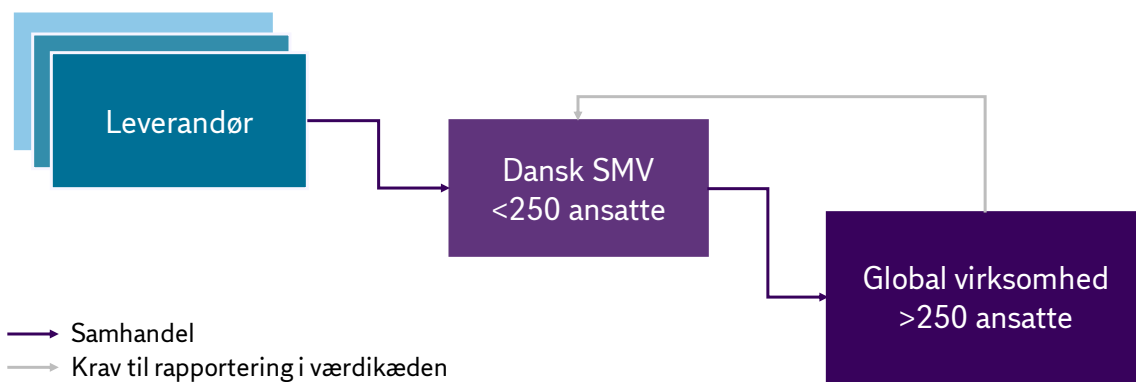 Leverandør
Dansk SMV
<250 ansatte
Global virksomhed
>250 ansatte
Samhandel
Krav til rapportering i værdikæden